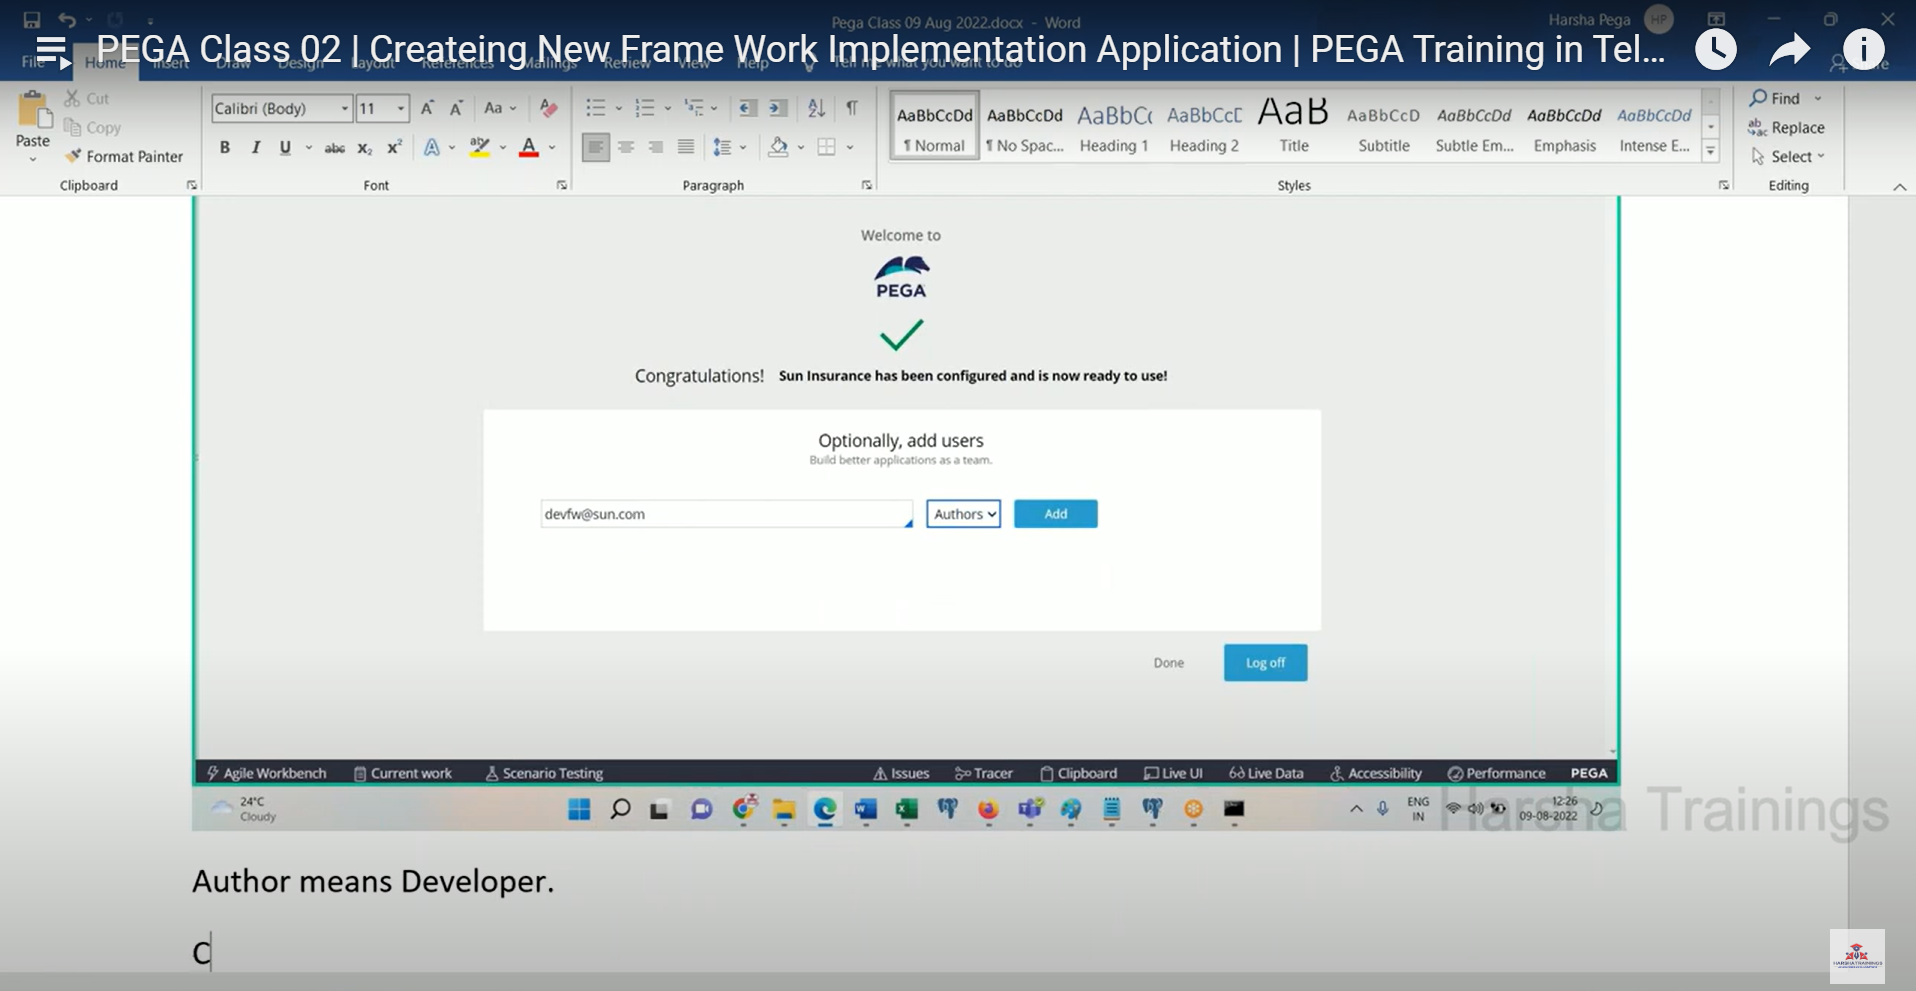 Pega Class 09 Aug 2022.docx - Word
Harsha Pega
HP
PEGA Class 02 | Createing New Frame Work Implementation Application | PEGA Training in Tel...
File Home Insert Draw Design Layout References Mailings Review View Help Tell me what you want to do
Paste
Cut
Copy
Format Painter
Clipboard
Calibri (Body) 11
Font
Paragraph
AaBbCcDd AaBbCcDd AaBbCc AaBbCcE AaB AaBbCcD AaBbCcDd AaBbCcDd AaBbCcDd
¶ Normal ¶ No Spac... Heading 1 Heading 2 Title Subtitle Subtle Em... Emphasis Intense E...
Styles
Find
Replace
Select
Editing
Welcome to
PEGA
Congratulations! Sun Insurance has been configured and is now ready to use!
Optionally, add users
Build better applications as a team.
devfw@sun.com Authors Add
Done Log off
Agile Workbench Current work Scenario Testing Issues Tracer Clipboard Live UI Live Data Accessibility Performance PEGA
24°C
Cloudy
ENG
IN
12:26
09-08-2022
Harsha Trainings
Author means Developer.
C
HARSHA TRAININGS